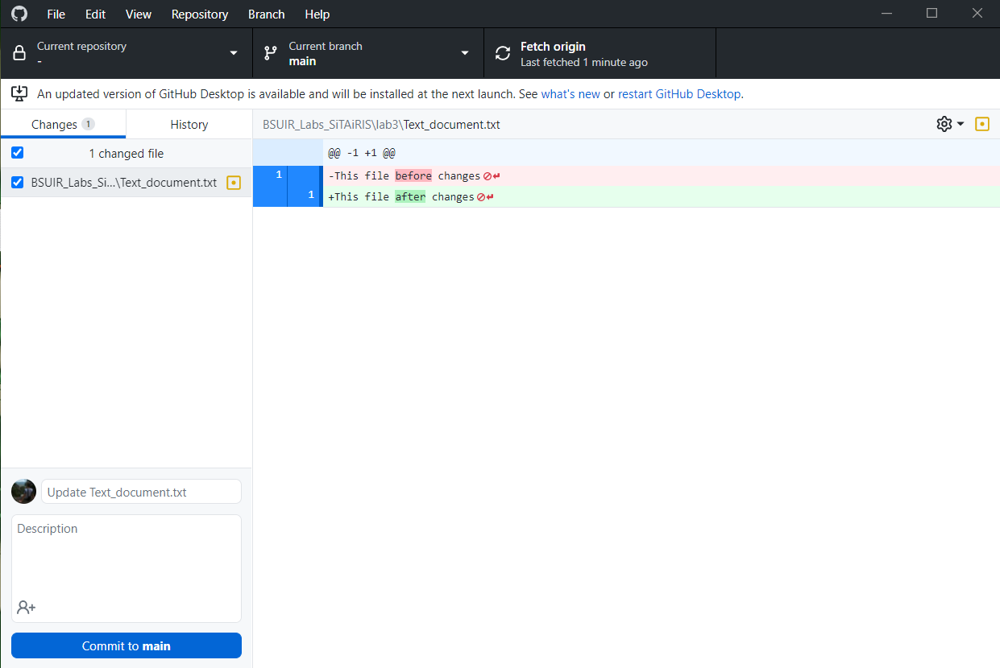 File Edit View Repository Branch Help
Current repository
-
Current branch
main
Fetch origin
Last fetched 1 minute ago
An updated version of GitHub Desktop is available and will be installed at the next launch. See what's new or restart GitHub Desktop.
Changes 1 History
BSUIR_Labs_SiTAiRIS\lab3\Text_document.txt
1 changed file
BSUIR_Labs_Si...\Text_document.txt
@@ -1 +1 @@
1 -This file before changes
1 +This file after changes
Update Text_document.txt
Description
Commit to main